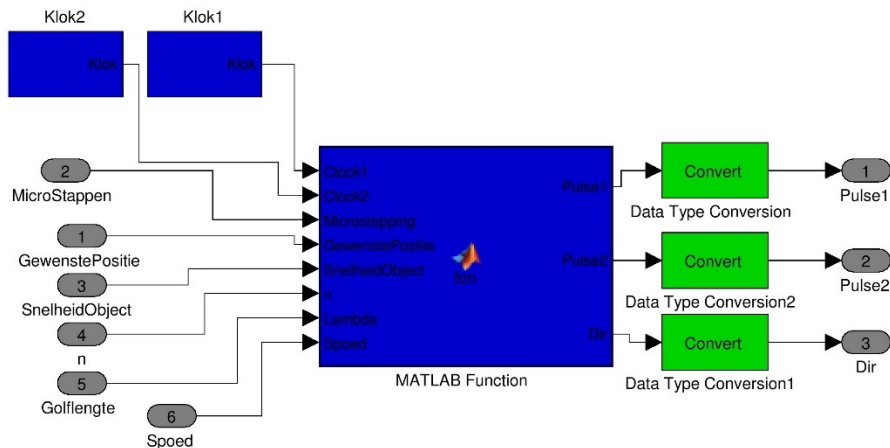 Klok2
Klok1
Klok
Klok
2
MicroStappen
1
GewenstePositie
3
SnelheidObject
4
n
5
Golflengte
6
Spoed
Clock1
Clock2
Microstepping
GewenstePositie
SnelheidObject
n
Lambda
Spoed
fcn
Pulse1
Pulse2
Dir
MATLAB Function
Convert
Data Type Conversion
Convert
Data Type Conversion2
Convert
Data Type Conversion1
1
Pulse1
2
Pulse2
3
Dir